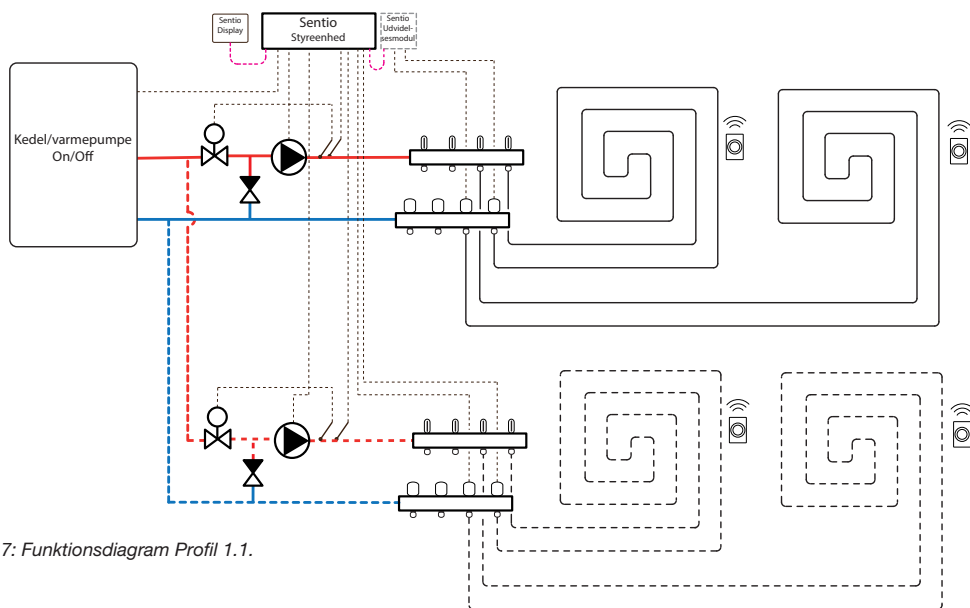 Sentio
Display
Sentio
Styreenhed
Sentio
Udvidel-
sesmodul
Kedel/varmepumpe
On/Off
7: Funktionsdiagram Profil 1.1.